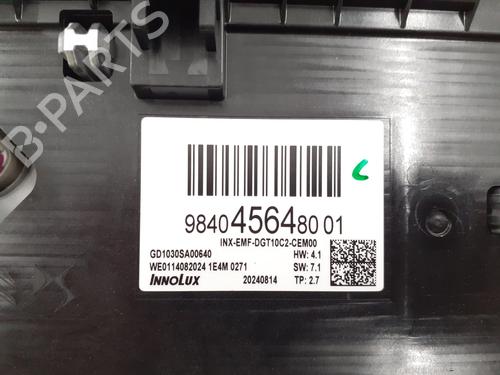 B-PARTS
9840456480 01
INX-EMF-DGT10C2-CEM00
GD1030SA00640 HW: 4.1
WE0114082024 1E4M 0271 SW: 7.1
INNOLUX 20240814 TP: 2.7